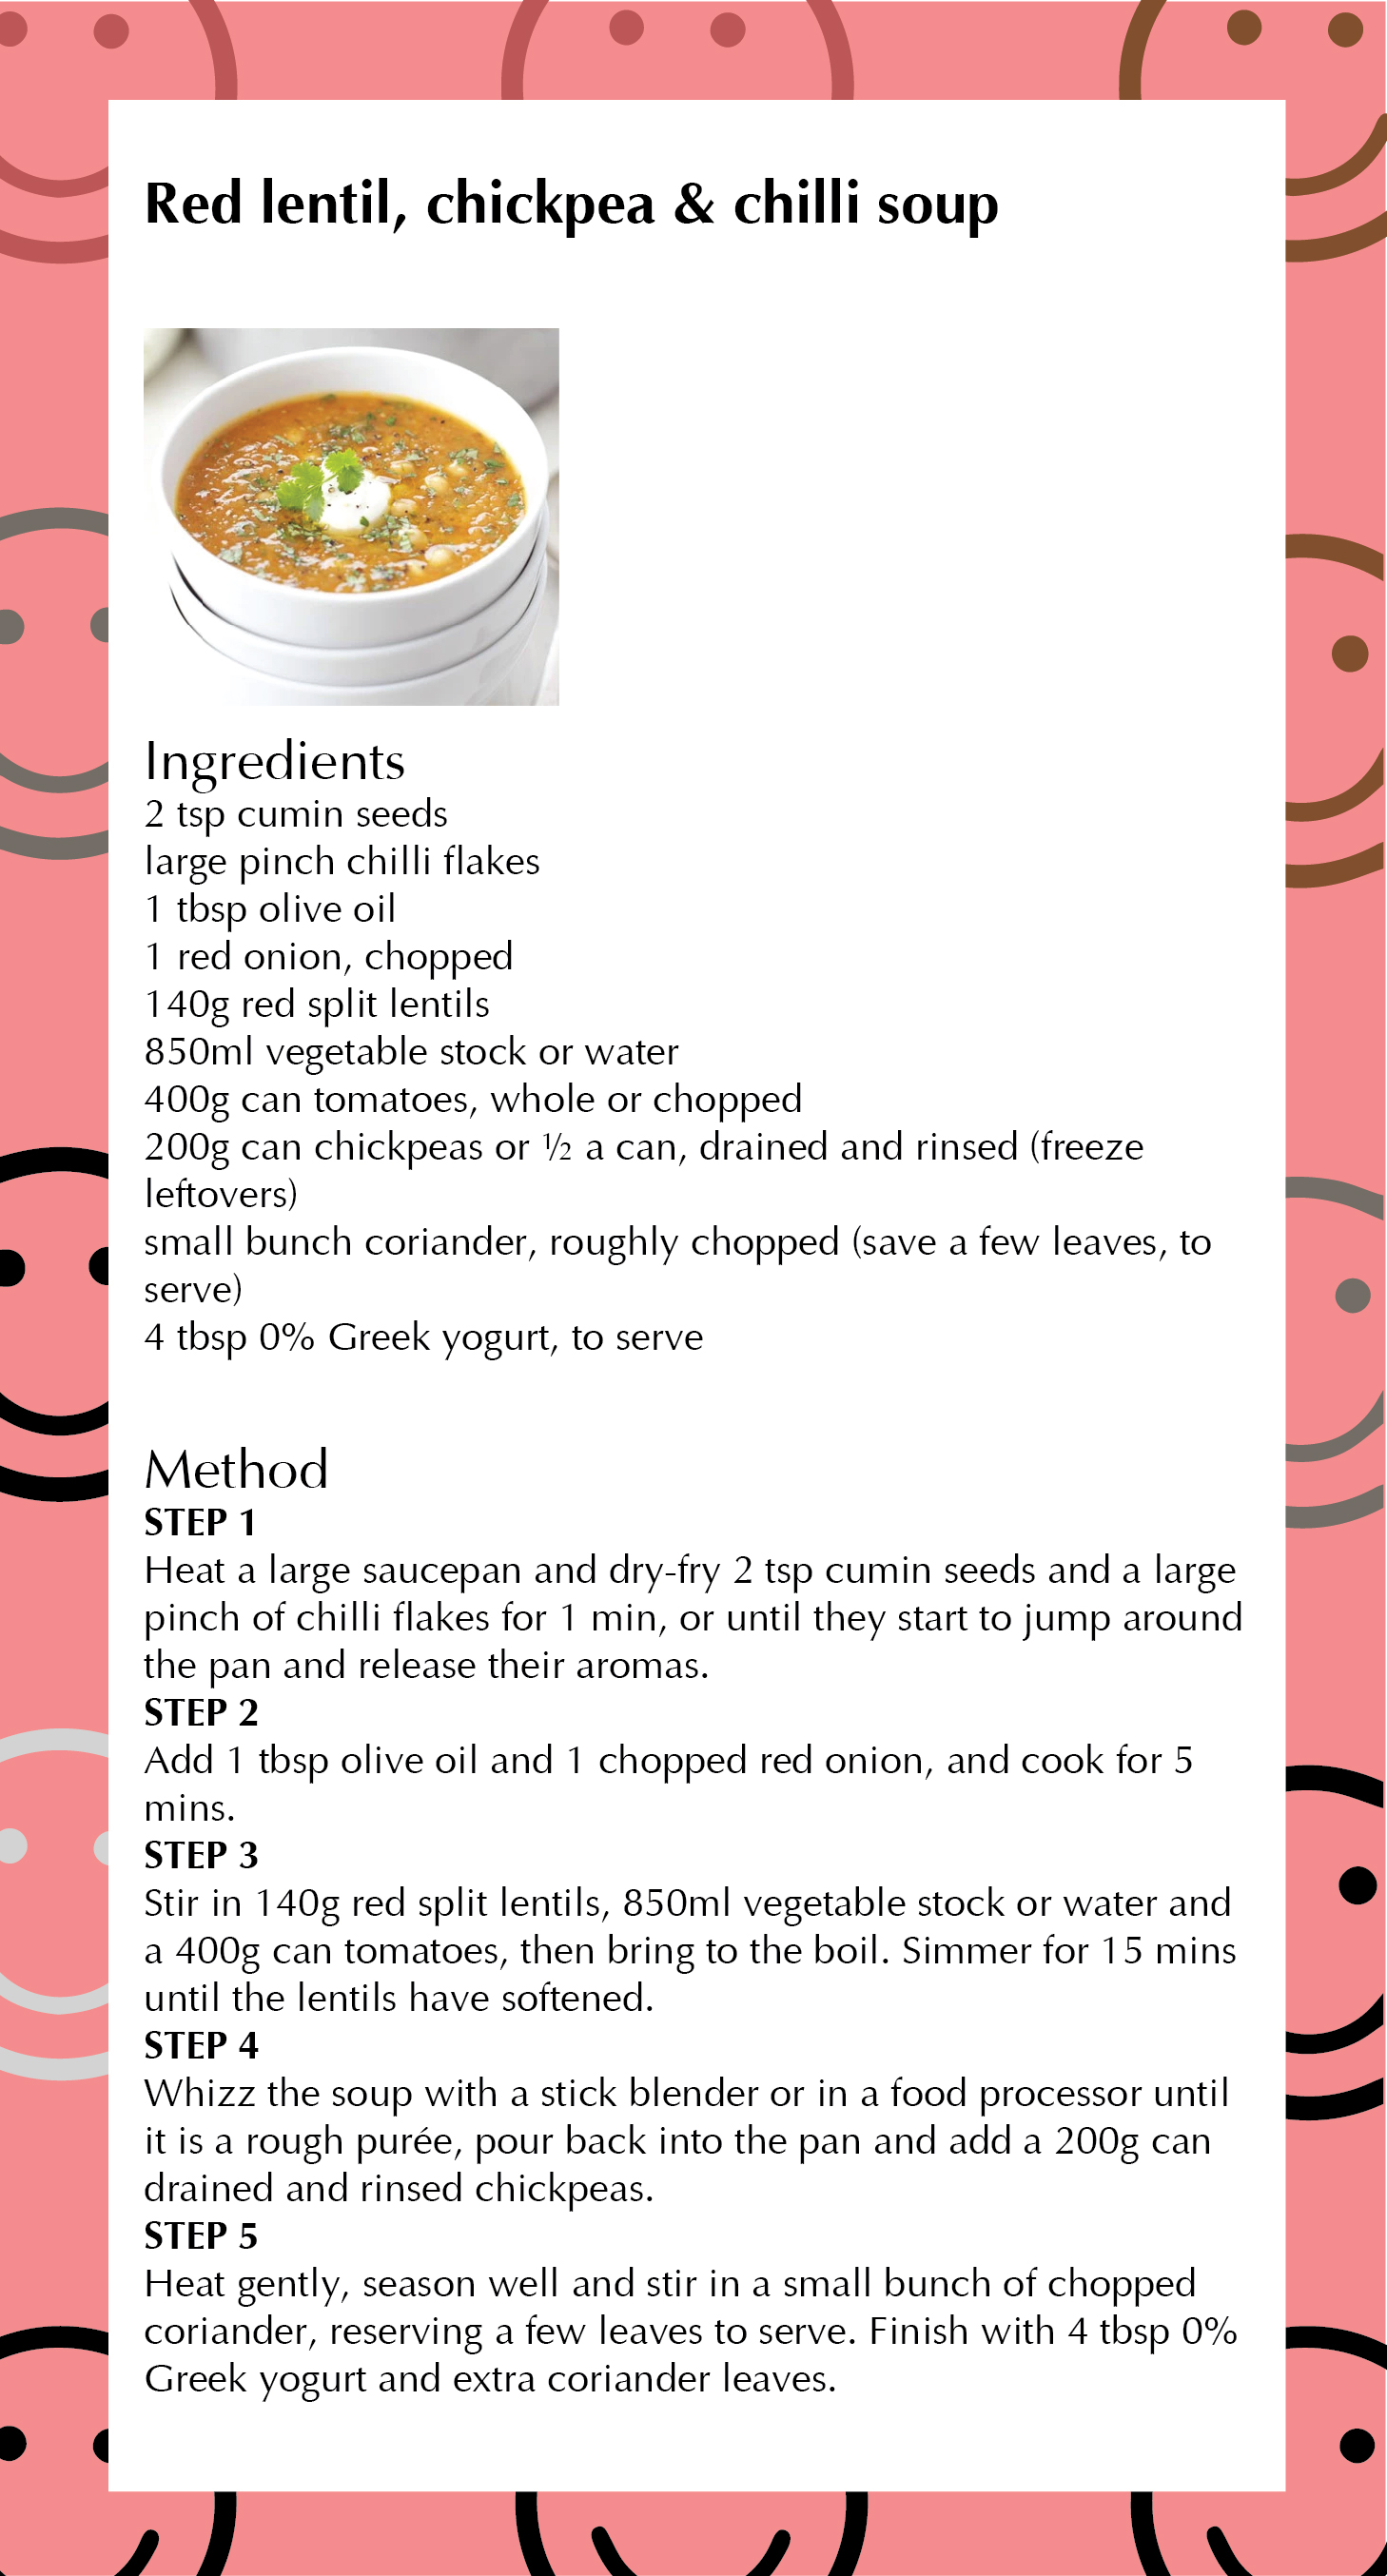 Red lentil, chickpea & chilli soup
Ingredients
2 tsp cumin seeds
large pinch chilli flakes
1 tbsp olive oil
1 red onion, chopped
140g red split lentils
850ml vegetable stock or water
400g can tomatoes, whole or chopped
200g can chickpeas or ½ a can, drained and rinsed (freeze
leftovers)
small bunch coriander, roughly chopped (save a few leaves, to
serve)
4 tbsp 0% Greek yogurt, to serve
Method
STEP 1
Heat a large saucepan and dry-fry 2 tsp cumin seeds and a large
pinch of chilli flakes for 1 min, or until they start to jump around
the pan and release their aromas.
STEP 2
Add 1 tbsp olive oil and 1 chopped red onion, and cook for 5
mins.
STEP 3
Stir in 140g red split lentils, 850ml vegetable stock or water and
a 400g can tomatoes, then bring to the boil. Simmer for 15 mins
until the lentils have softened.
STEP 4
Whizz the soup with a stick blender or in a food processor until
it is a rough purée, pour back into the pan and add a 200g can
drained and rinsed chickpeas.
STEP 5
Heat gently, season well and stir in a small bunch of chopped
coriander, reserving a few leaves to serve. Finish with 4 tbsp 0%
Greek yogurt and extra coriander leaves.